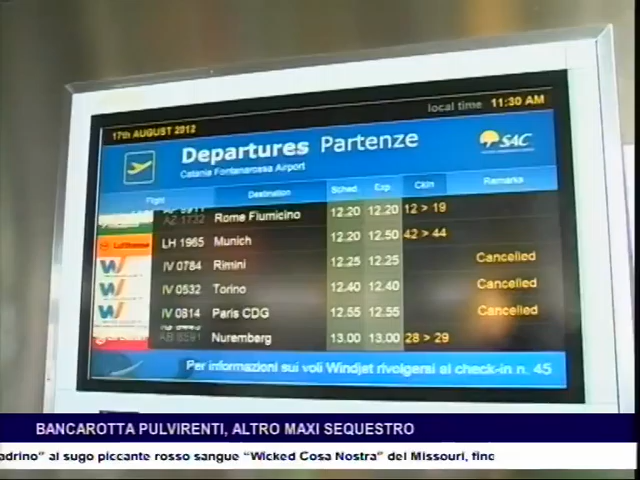 local time 11:30 AM
17th AUGUST 2012
Departures Partenze
Catania Fontanarossa Airport
SAC
Flight Destination Sched. Exp. CkIn Remarks
AZ 1732 Rome Fiumicino 12.20 12.20 12 > 19
Lufthansa LH 1965 Munich 12.20 12.50 42 > 44
IV 0784 Rimini 12.25 12.25 Cancelled
IV 0532 Torino 12.40 12.40 Cancelled
IV 0814 Paris CDG 12.55 12.55 Cancelled
AB 8591 Nuremberg 13.00 13.00 28 > 29
Per informazioni sui voli Windjet rivolgersi al check-in n. 45
BANCAROTTA PULVIRENTI, ALTRO MAXI SEQUESTRO
adrino" al sugo piccante rosso sangue "Wicked Cosa Nostra" del Missouri, fino